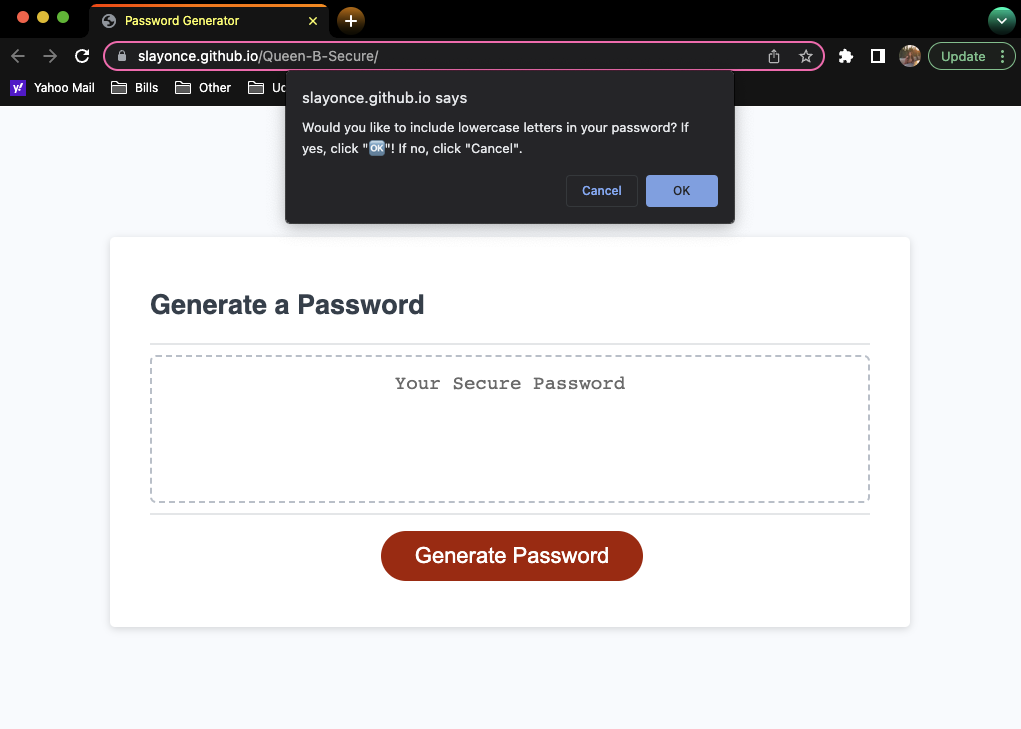 Password Generator
slayonce.github.io/Queen-B-Secure/
Update
Yahoo Mail Bills Other
slayonce.github.io says
Would you like to include lowercase letters in your password? If
yes, click "🆗"! If no, click "Cancel".
Cancel OK
Generate a Password
Your Secure Password
Generate Password